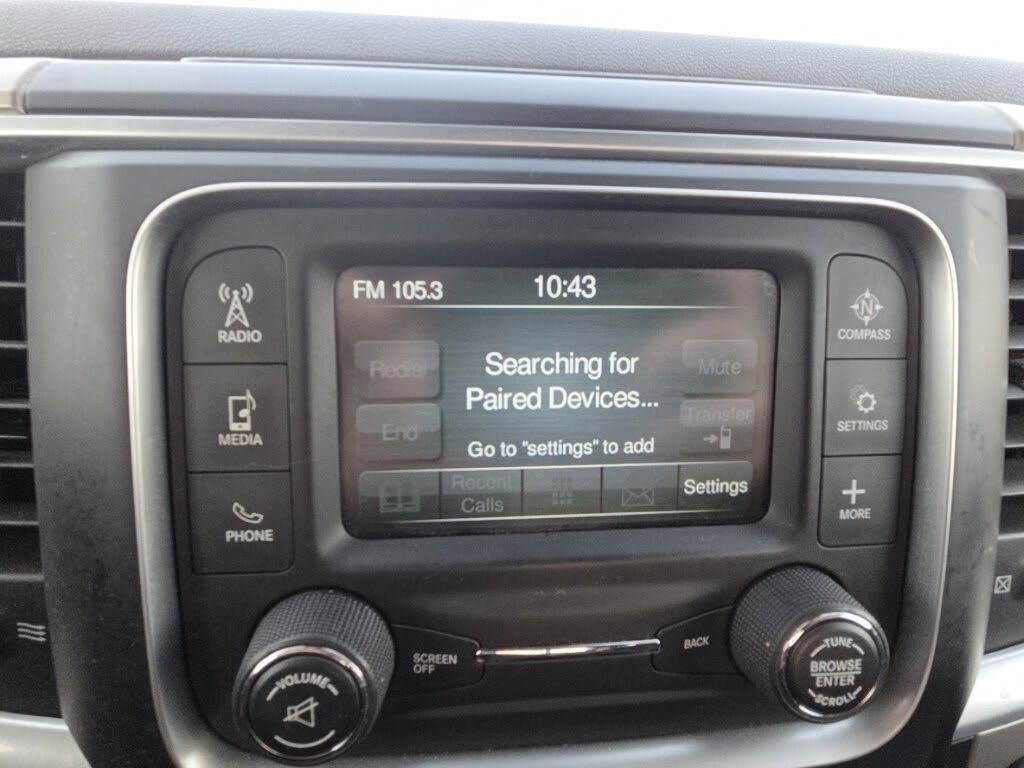 FM 105.3
10:43
RADIO
MEDIA
PHONE
Redial
End
Searching for
Paired Devices...
Go to "settings" to add
Mute
Transfer
Recent
Calls
Settings
N
COMPASS
SETTINGS
MORE
VOLUME
SCREEN
OFF
BACK
TUNE
BROWSE
ENTER
SCROLL